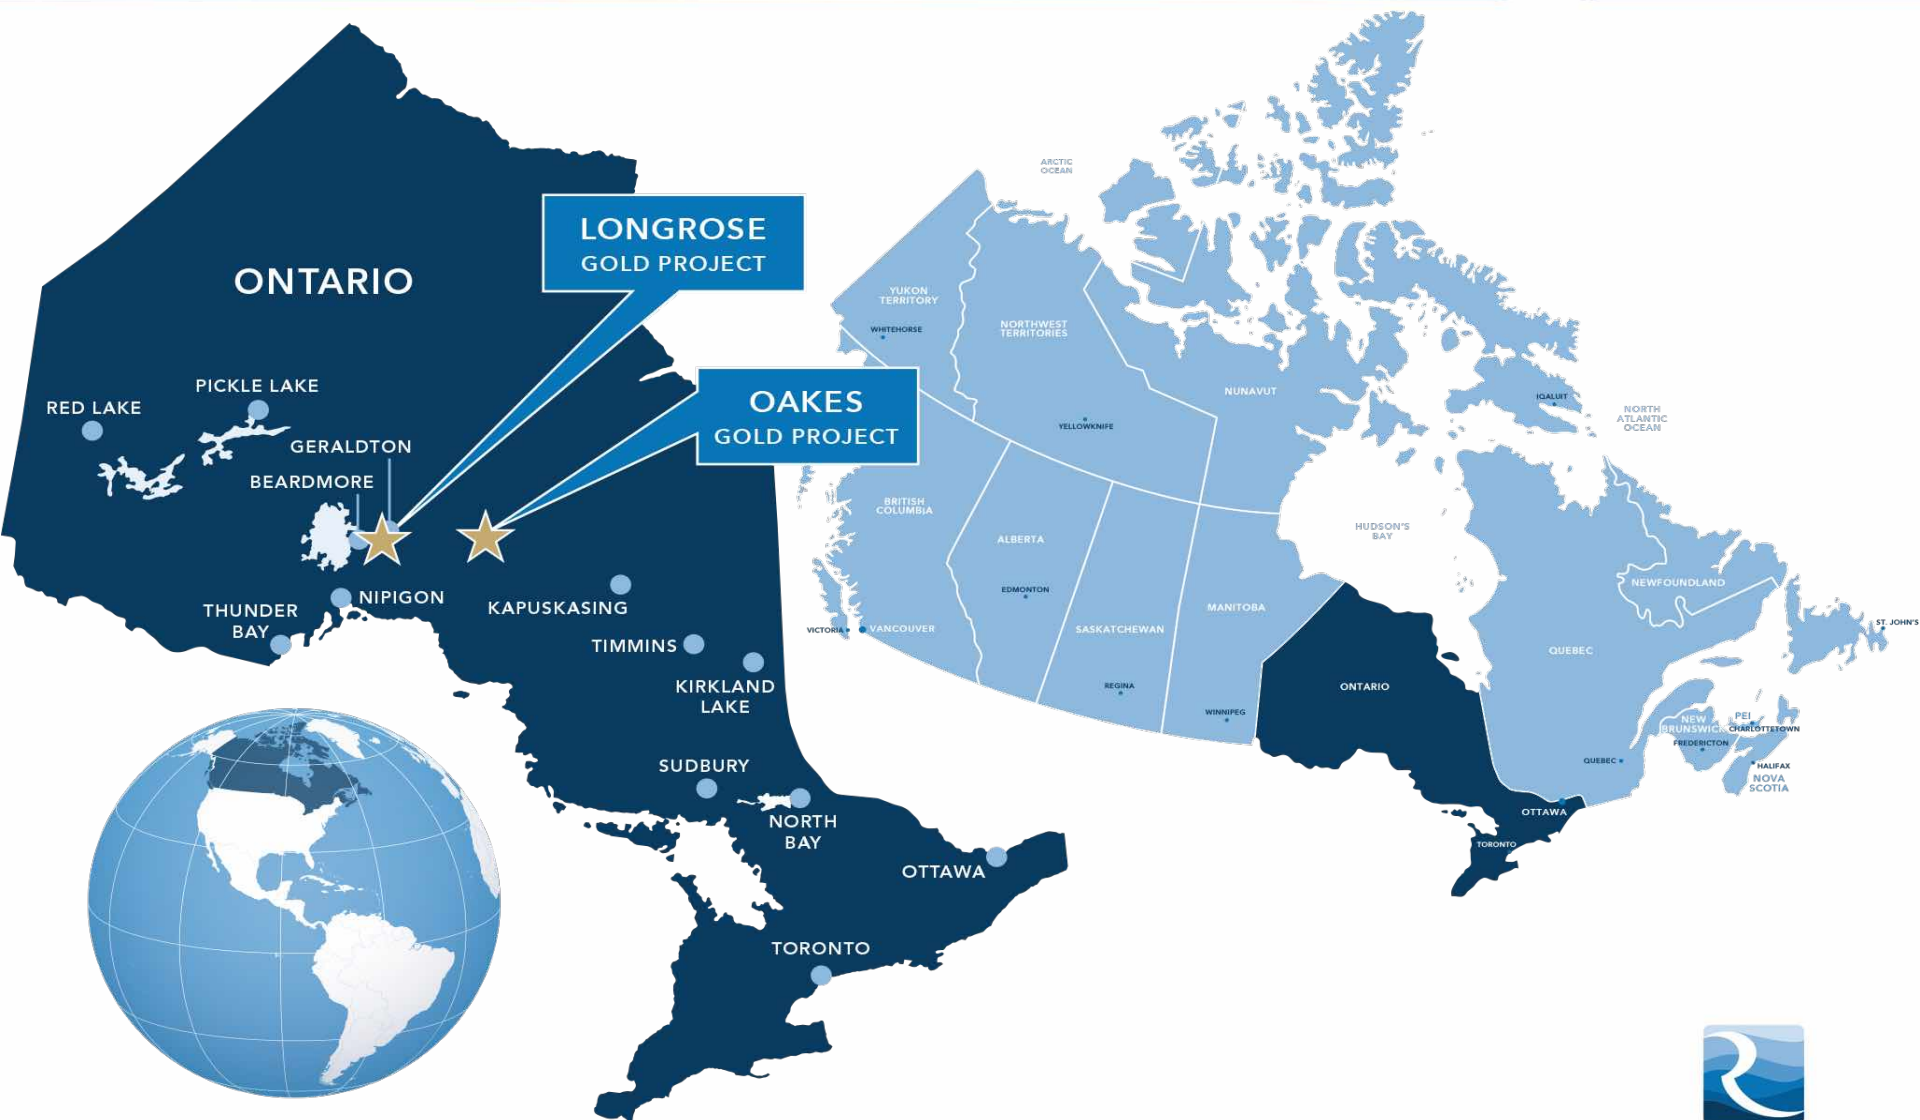 LONGROSE
GOLD PROJECT
ONTARIO
OAKES
GOLD PROJECT
PICKLE LAKE
RED LAKE
GERALDTON
BEARDMORE
NIPIGON
THUNDER
BAY
KAPUSKASING
TIMMINS
KIRKLAND
LAKE
SUDBURY
NORTH
BAY
OTTAWA
TORONTO
ARCTIC
OCEAN
YUKON
TERRITORY
WHITEHORSE
NORTHWEST
TERRITORIES
NUNAVUT
IQALUIT
NORTH
ATLANTIC
OCEAN
YELLOWKNIFE
BRITISH
COLUMBIA
ALBERTA
HUDSON'S
BAY
EDMONTON
NEWFOUNDLAND
MANITOBA
VICTORIA
VANCOUVER
SASKATCHEWAN
ST. JOHN'S
QUEBEC
REGINA
ONTARIO
WINNIPEG
NEW
BRUNSWICK
PEI
CHARLOTTETOWN
FREDERICTON
QUEBEC
HALIFAX
NOVA
SCOTIA
OTTAWA
TORONTO